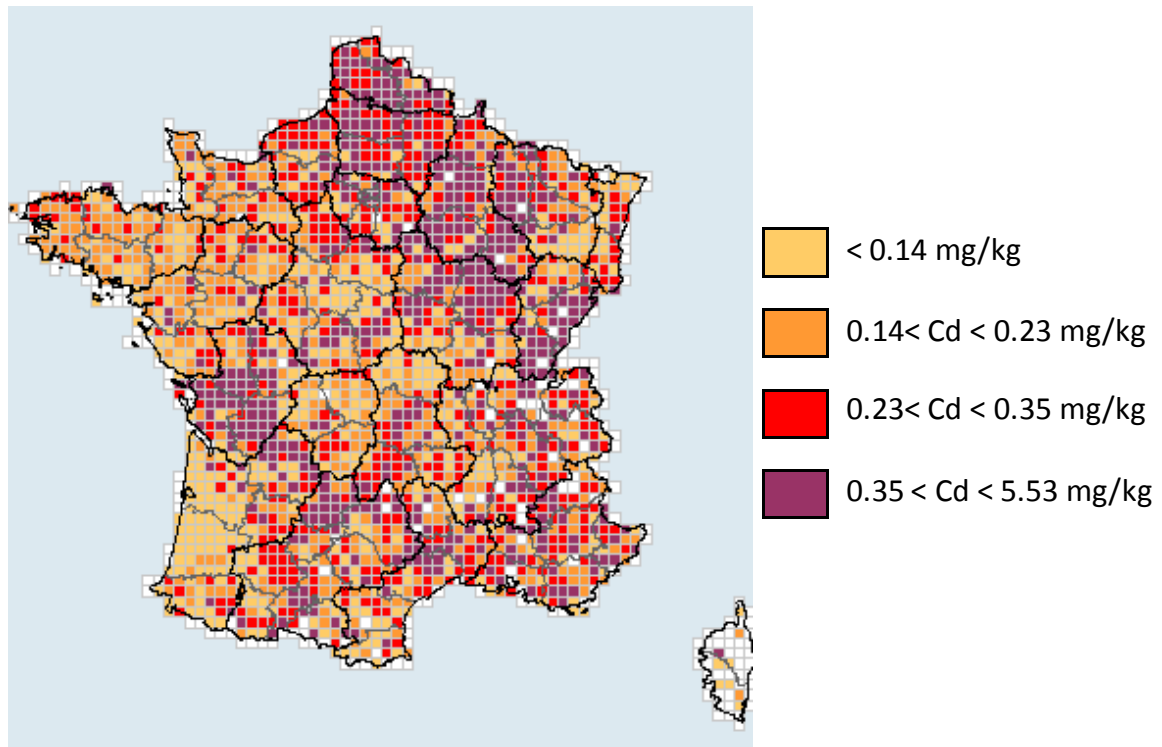 < 0.14 mg/kg
0.14< Cd < 0.23 mg/kg
0.23< Cd < 0.35 mg/kg
0.35 < Cd < 5.53 mg/kg